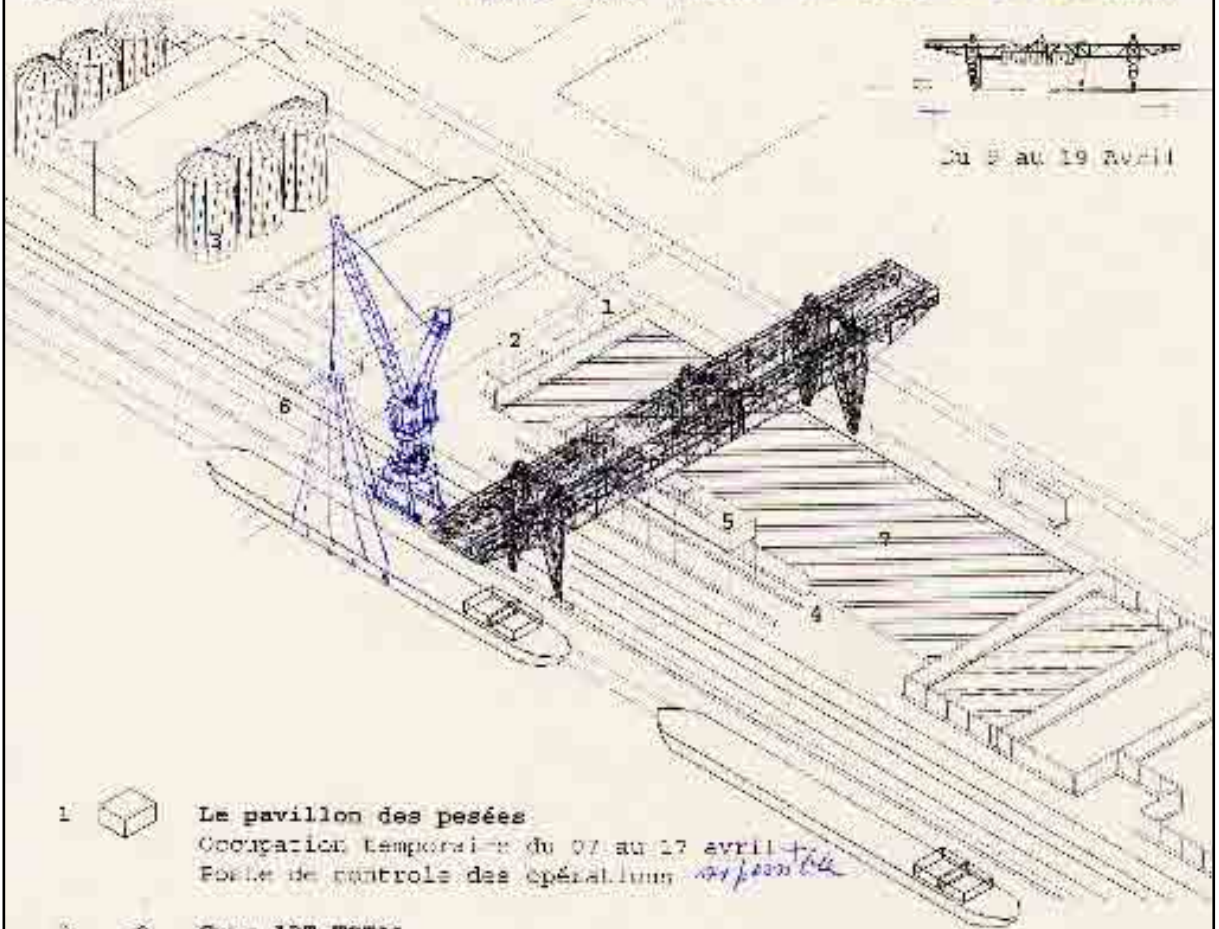 Du 9 au 19 Avril
3
1
2
6
5
7
4
1 Le pavillon des pesées
Occupation temporaire du 07 au 17 avril +
Poste de controle des opérations